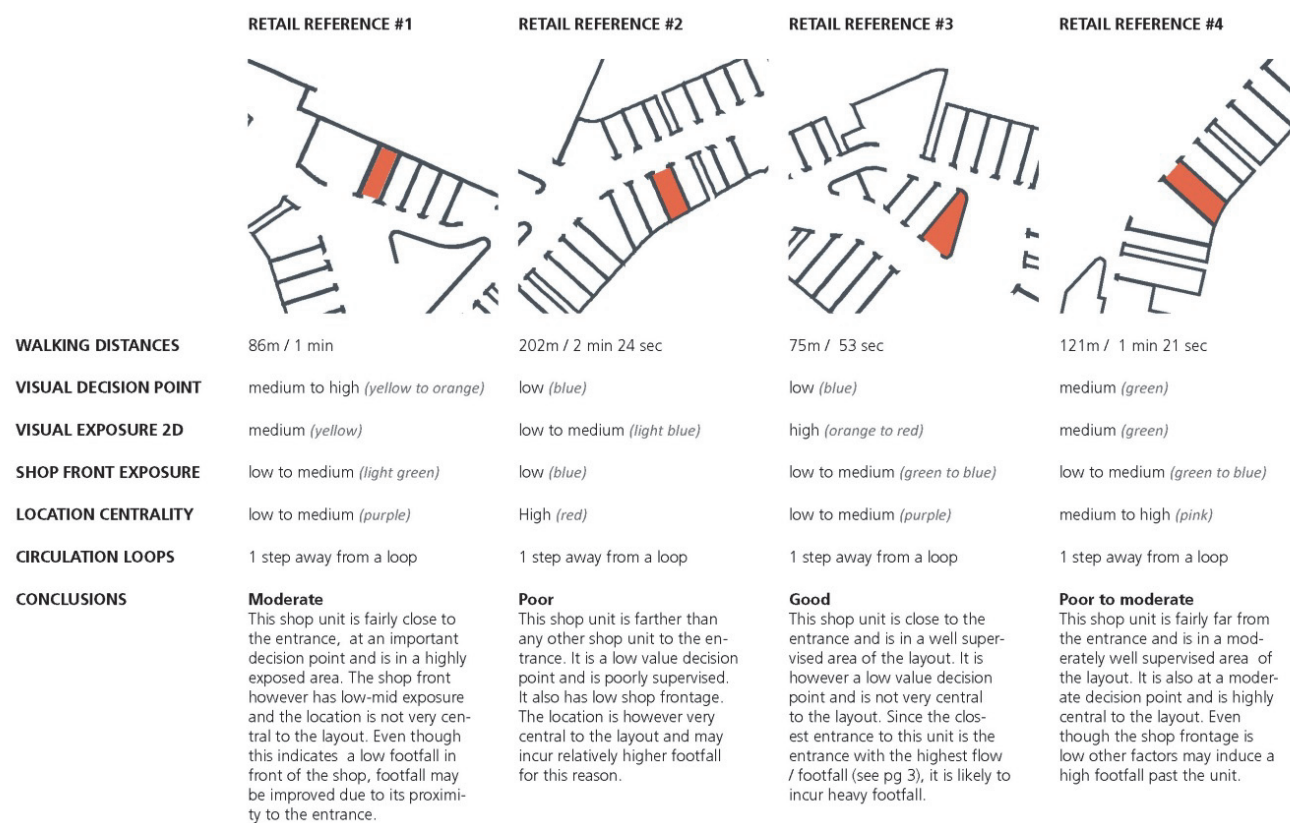 RETAIL REFERENCE #1 RETAIL REFERENCE #2 RETAIL REFERENCE #3 RETAIL REFERENCE #4
WALKING DISTANCES 86m / 1 min 202m / 2 min 24 sec 75m / 53 sec 121m / 1 min 21 sec
VISUAL DECISION POINT medium to high (yellow to orange) low (blue) low (blue) medium (green)
VISUAL EXPOSURE 2D medium (yellow) low to medium (light blue) high (orange to red) medium (green)
SHOP FRONT EXPOSURE low to medium (light green) low (blue) low to medium (green to blue) low to medium (green to blue)
LOCATION CENTRALITY low to medium (purple) High (red) low to medium (purple) medium to high (pink)
CIRCULATION LOOPS 1 step away from a loop 1 step away from a loop 1 step away from a loop 1 step away from a loop
CONCLUSIONS
Moderate
This shop unit is fairly close to
the entrance, at an important
decision point and is in a highly
exposed area. The shop front
however has low-mid exposure
and the location is not very cen-
tral to the layout. Even though
this indicates a low footfall in
front of the shop, footfall may
be improved due to its proximi-
ty to the entrance.
Poor
This shop unit is farther than
any other shop unit to the en-
trance. It is a low value decision
point and is poorly supervised.
It also has low shop frontage.
The location is however very
central to the layout and may
incur relatively higher footfall
for this reason.
Good
This shop unit is close to the
entrance and is in a well super-
vised area of the layout. It is
however a low value decision
point and is not very central
to the layout. Since the clos-
est entrance to this unit is the
entrance with the highest flow
/ footfall (see pg 3), it is likely to
incur heavy footfall.
Poor to moderate
This shop unit is fairly far from
the entrance and is in a mod-
erately well supervised area of
the layout. It is also at a moder-
ate decision point and is highly
central to the layout. Even
though the shop frontage is
low other factors may induce a
high footfall past the unit.